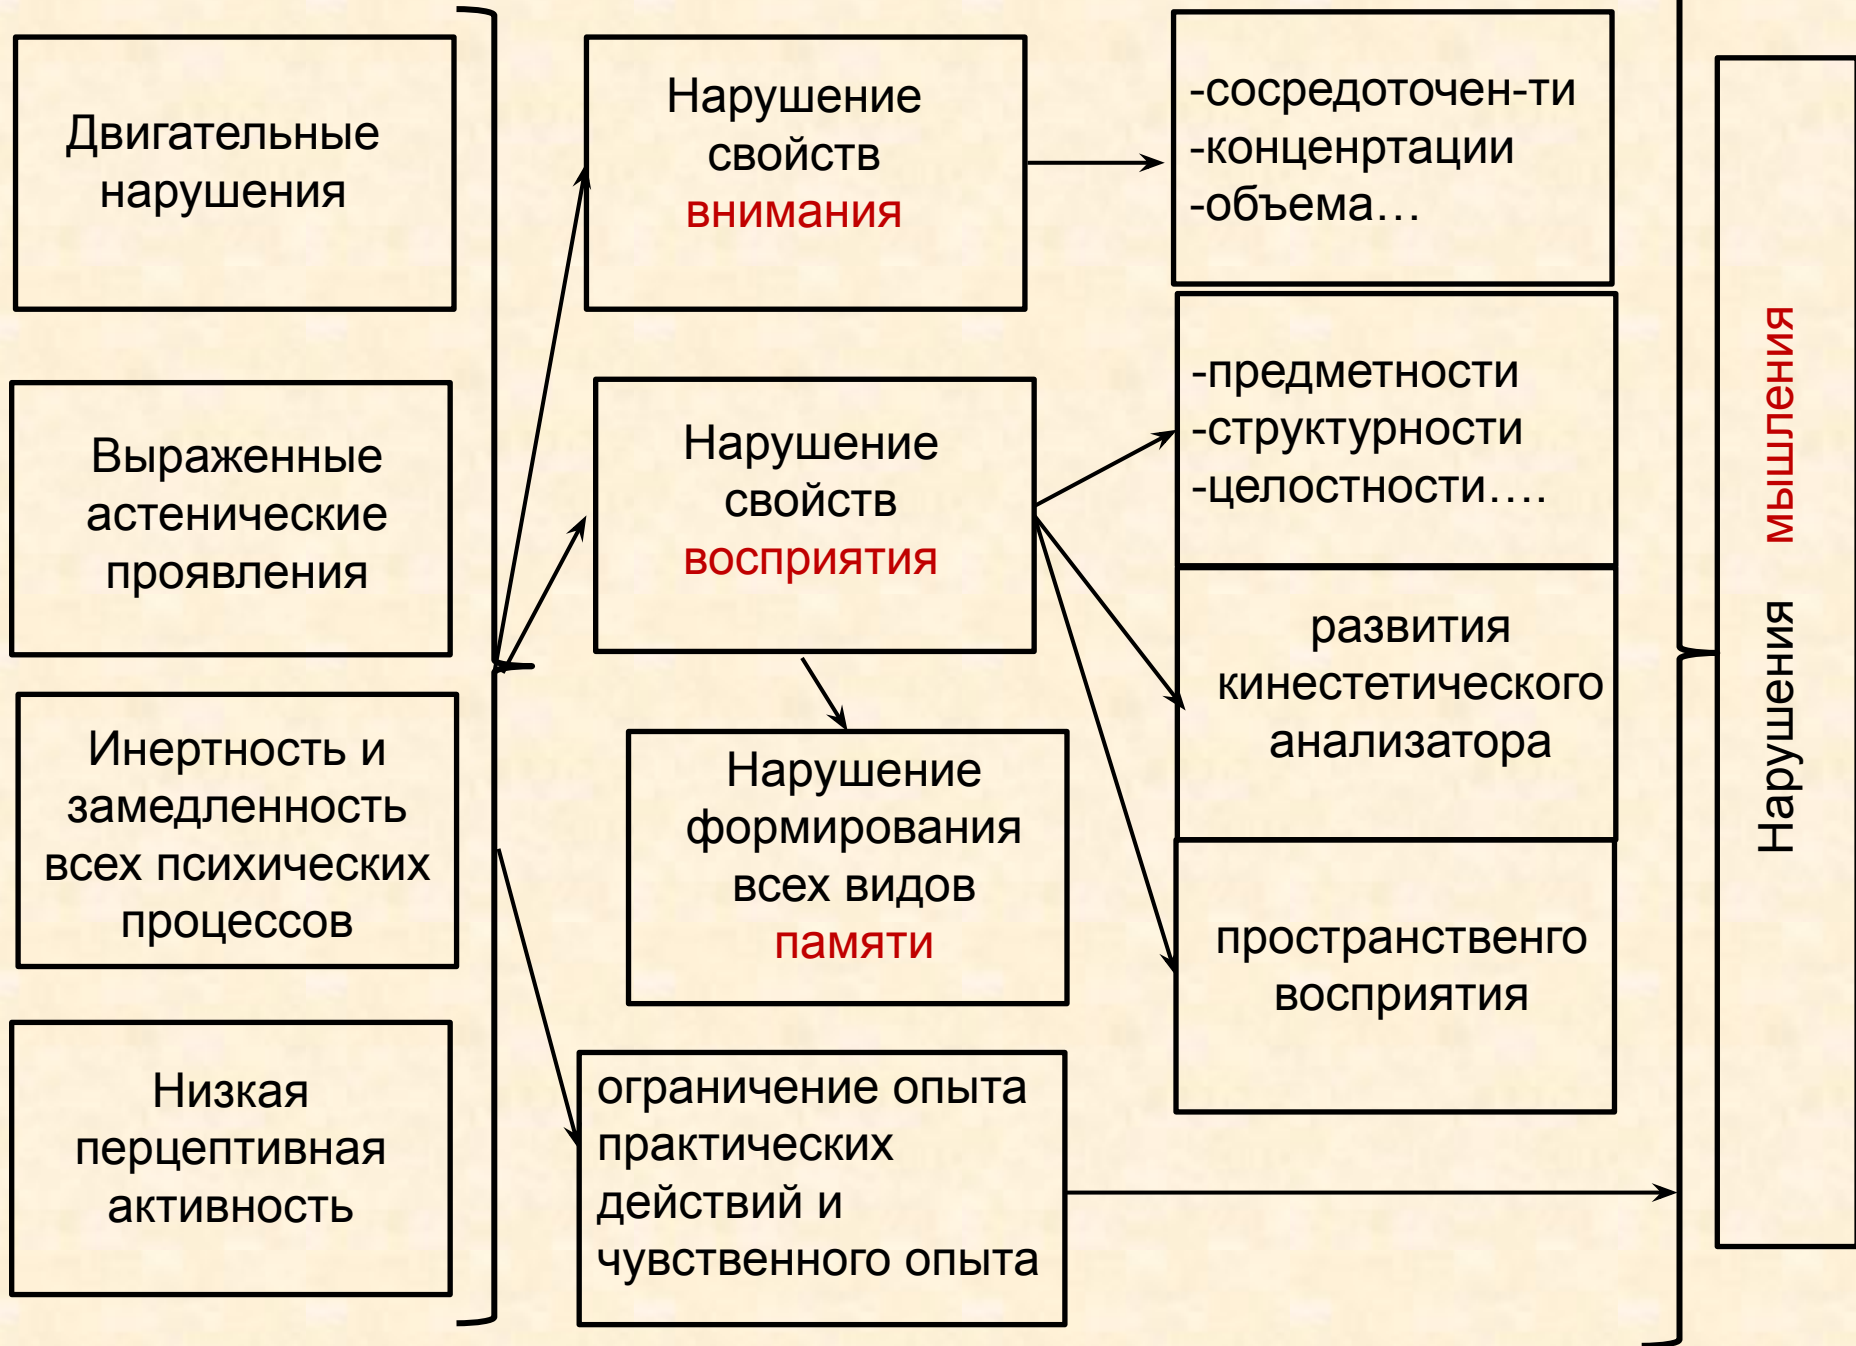 Двигательные
нарушения
Выраженные
астенические
проявления
Инертность и
замедленность
всех психических
процессов
Низкая
перцептивная
активность
Нарушение
свойств
внимания
Нарушение
свойств
восприятия
Нарушение
формирования
всех видов
памяти
ограничение опыта
практических
действий и
чувственного опыта
-сосредоточен-ти
-конценртации
-объема…
-предметности
-структурности
-целостности….
развития
кинестетического
анализатора
пространственго
восприятия
Нарушения мышления